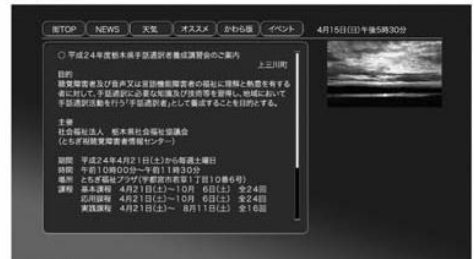 街TOP NEWS 天気 オススメ かわら版 イベント 4月15日(日)午後5時30分
○ 平成24年度栃木県手話通訳者養成講習会のご案内
上三川町
目的
聴覚障害者及び音声又は言語機能障害者の福祉に理解と熱意を有する
者に対して、手話通訳に必要な知識及び技術等を習得し、地域において
手話通訳活動を行う「手話通訳者」として養成することを目的とする。
主催
社会福祉法人 栃木県社会福祉協議会
(とちぎ視聴覚障害者情報センター)
期間 平成24年4月21日(土)から毎週土曜日
時間 午前10時00分～午前11時30分
場所 とちぎ福祉プラザ(宇都宮市若草1丁目10番6号)
課程 基本課程 4月21日(土)～10月 6日(土) 全24回
応用課程 4月21日(土)～10月 6日(土) 全24回
実践課程 4月21日(土)～ 8月11日(土) 全16回